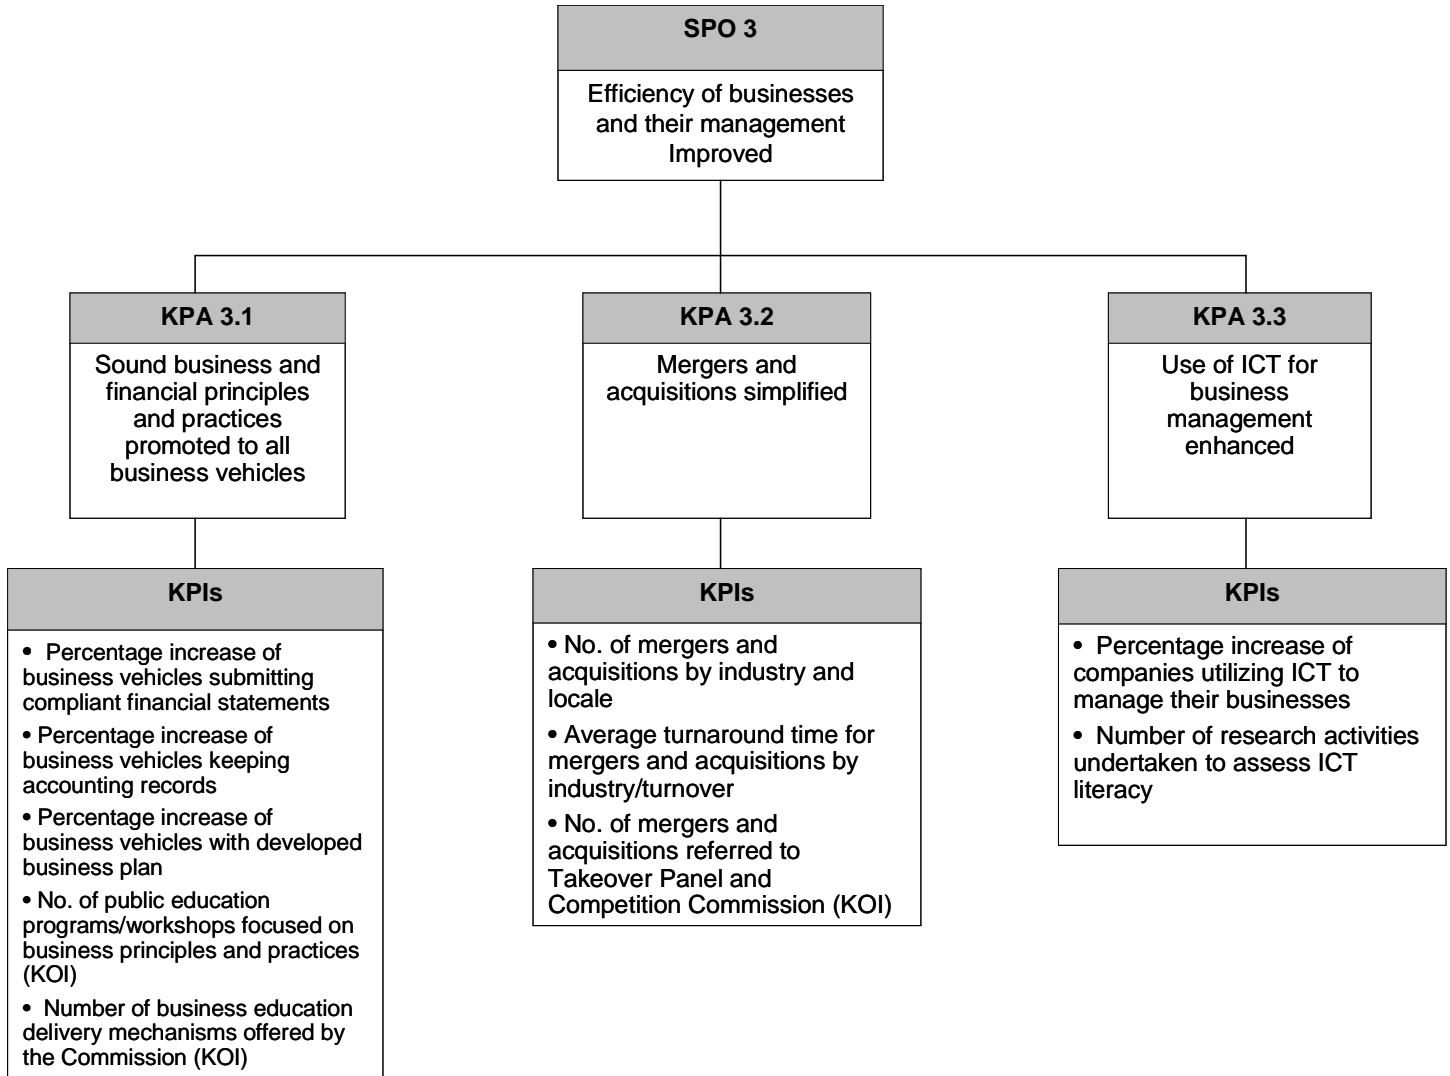 SPO 3
Efficiency of businesses
and their management
Improved
KPA 3.1
Sound business and
financial principles
and practices
promoted to all
business vehicles
KPA 3.2
Mergers and
acquisitions simplified
KPA 3.3
Use of ICT for
business
management
enhanced
KPIs
• Percentage increase of
business vehicles submitting
compliant financial statements
• Percentage increase of
business vehicles keeping
accounting records
• Percentage increase of
business vehicles with developed
business plan
• No. of public education
programs/workshops focused on
business principles and practices
(KOI)
• Number of business education
delivery mechanisms offered by
the Commission (KOI)
KPIs
• No. of mergers and
acquisitions by industry and
locale
• Average turnaround time for
mergers and acquisitions by
industry/turnover
• No. of mergers and
acquisitions referred to
Takeover Panel and
Competition Commission (KOI)
KPIs
• Percentage increase of
companies utilizing ICT to
manage their businesses
• Number of research activities
undertaken to assess ICT
literacy